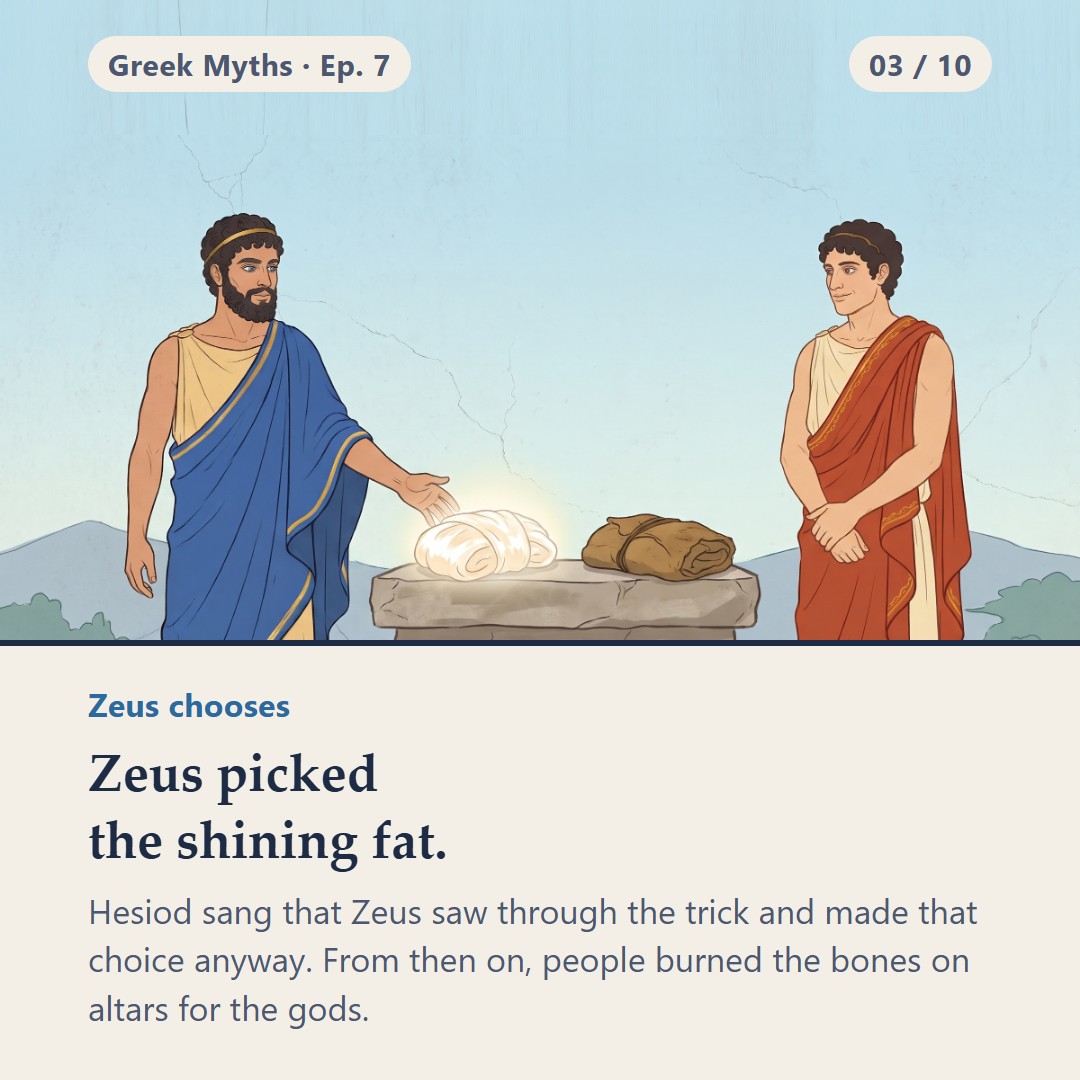 Greek Myths · Ep. 7
03 / 10
Zeus chooses
Zeus picked
the shining fat.
Hesiod sang that Zeus saw through the trick and made that
choice anyway. From then on, people burned the bones on
altars for the gods.